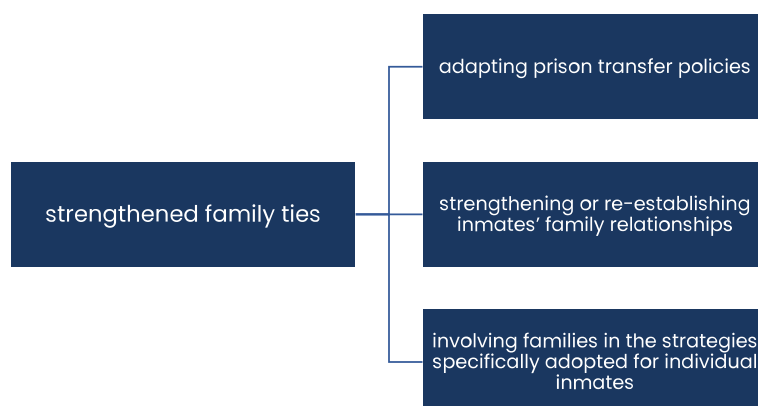 strengthened family ties
adapting prison transfer policies
strengthening or re-establishing
inmates’ family relationships
involving families in the strategies
specifically adopted for individual
inmates